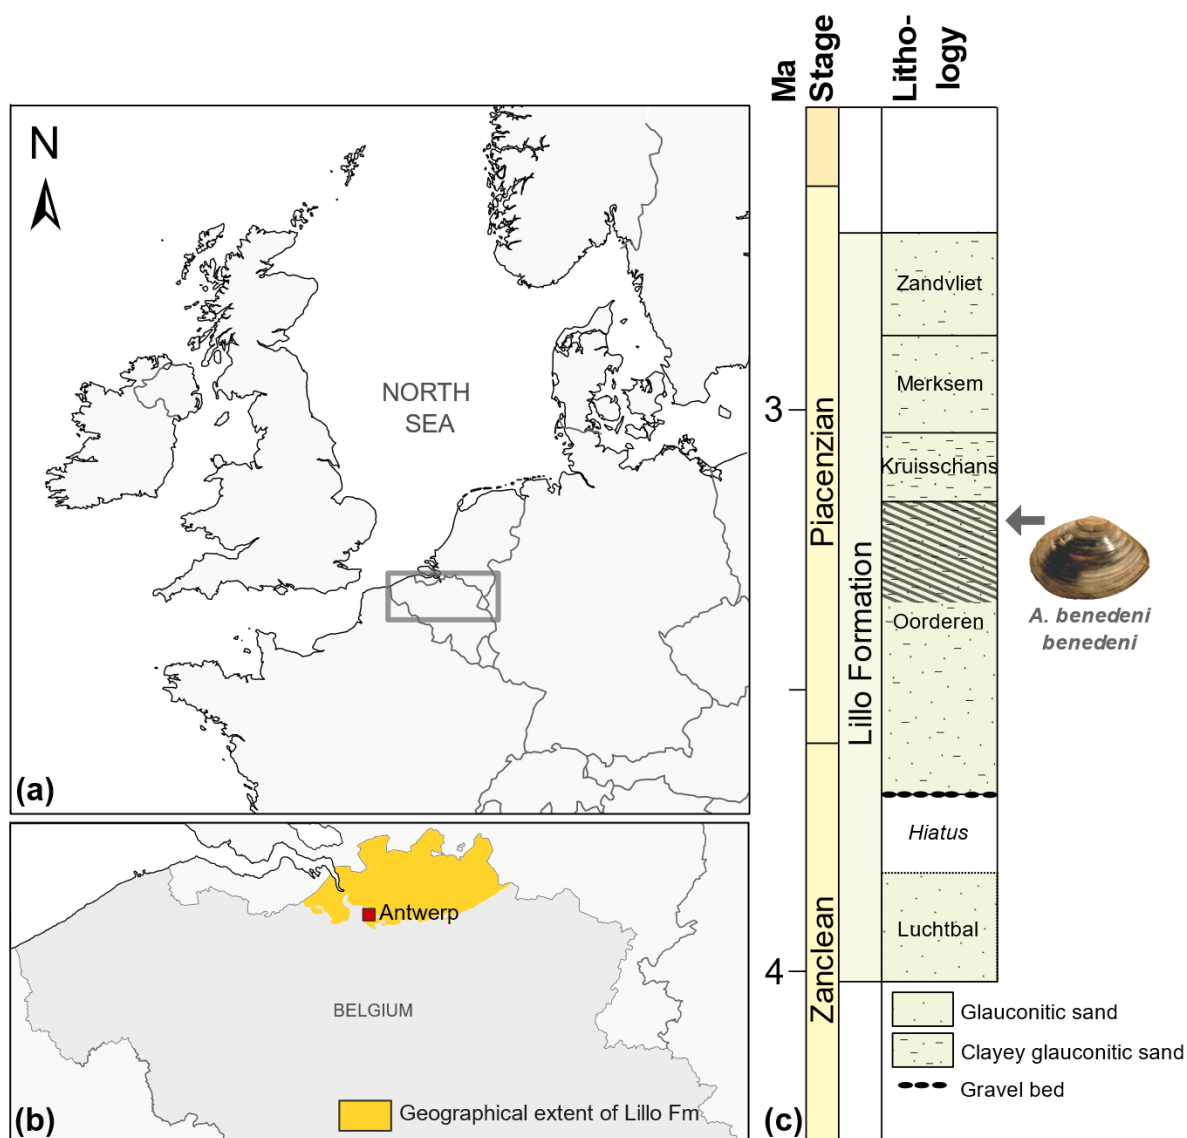 N
NORTH
SEA
(a)
Antwerp
BELGIUM
Geographical extent of Lillo Fm
(b)
Ma
Stage
Litho-
logy
3
4
Piacenzian
Zanclean
Lillo Formation
Zandvliet
Merksem
Kruisschans
Oorderen
Hiatus
Luchtbal
A. benedeni
benedeni
Glauconitic sand
Clayey glauconitic sand
Gravel bed
(c)